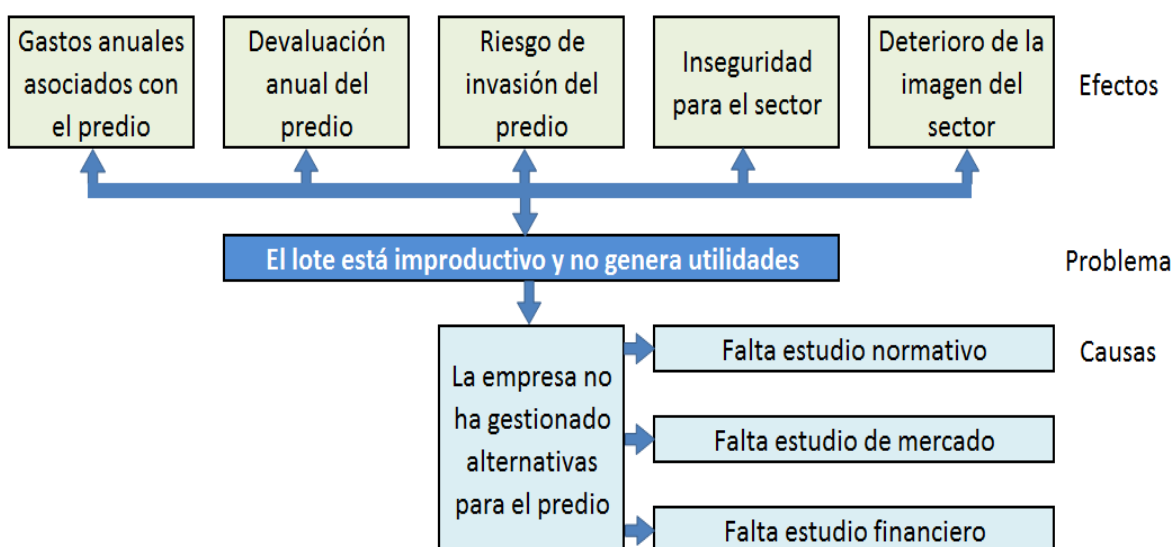 Gastos anuales
asociados con
el predio
Devaluación
anual del
predio
Riesgo de
invasión del
predio
Inseguridad
para el sector
Deterioro de la
imagen del
sector
Efectos
El lote está improductivo y no genera utilidades
Problema
La empresa no
ha gestionado
alternativas
para el predio
Falta estudio normativo
Causas
Falta estudio de mercado
Falta estudio financiero